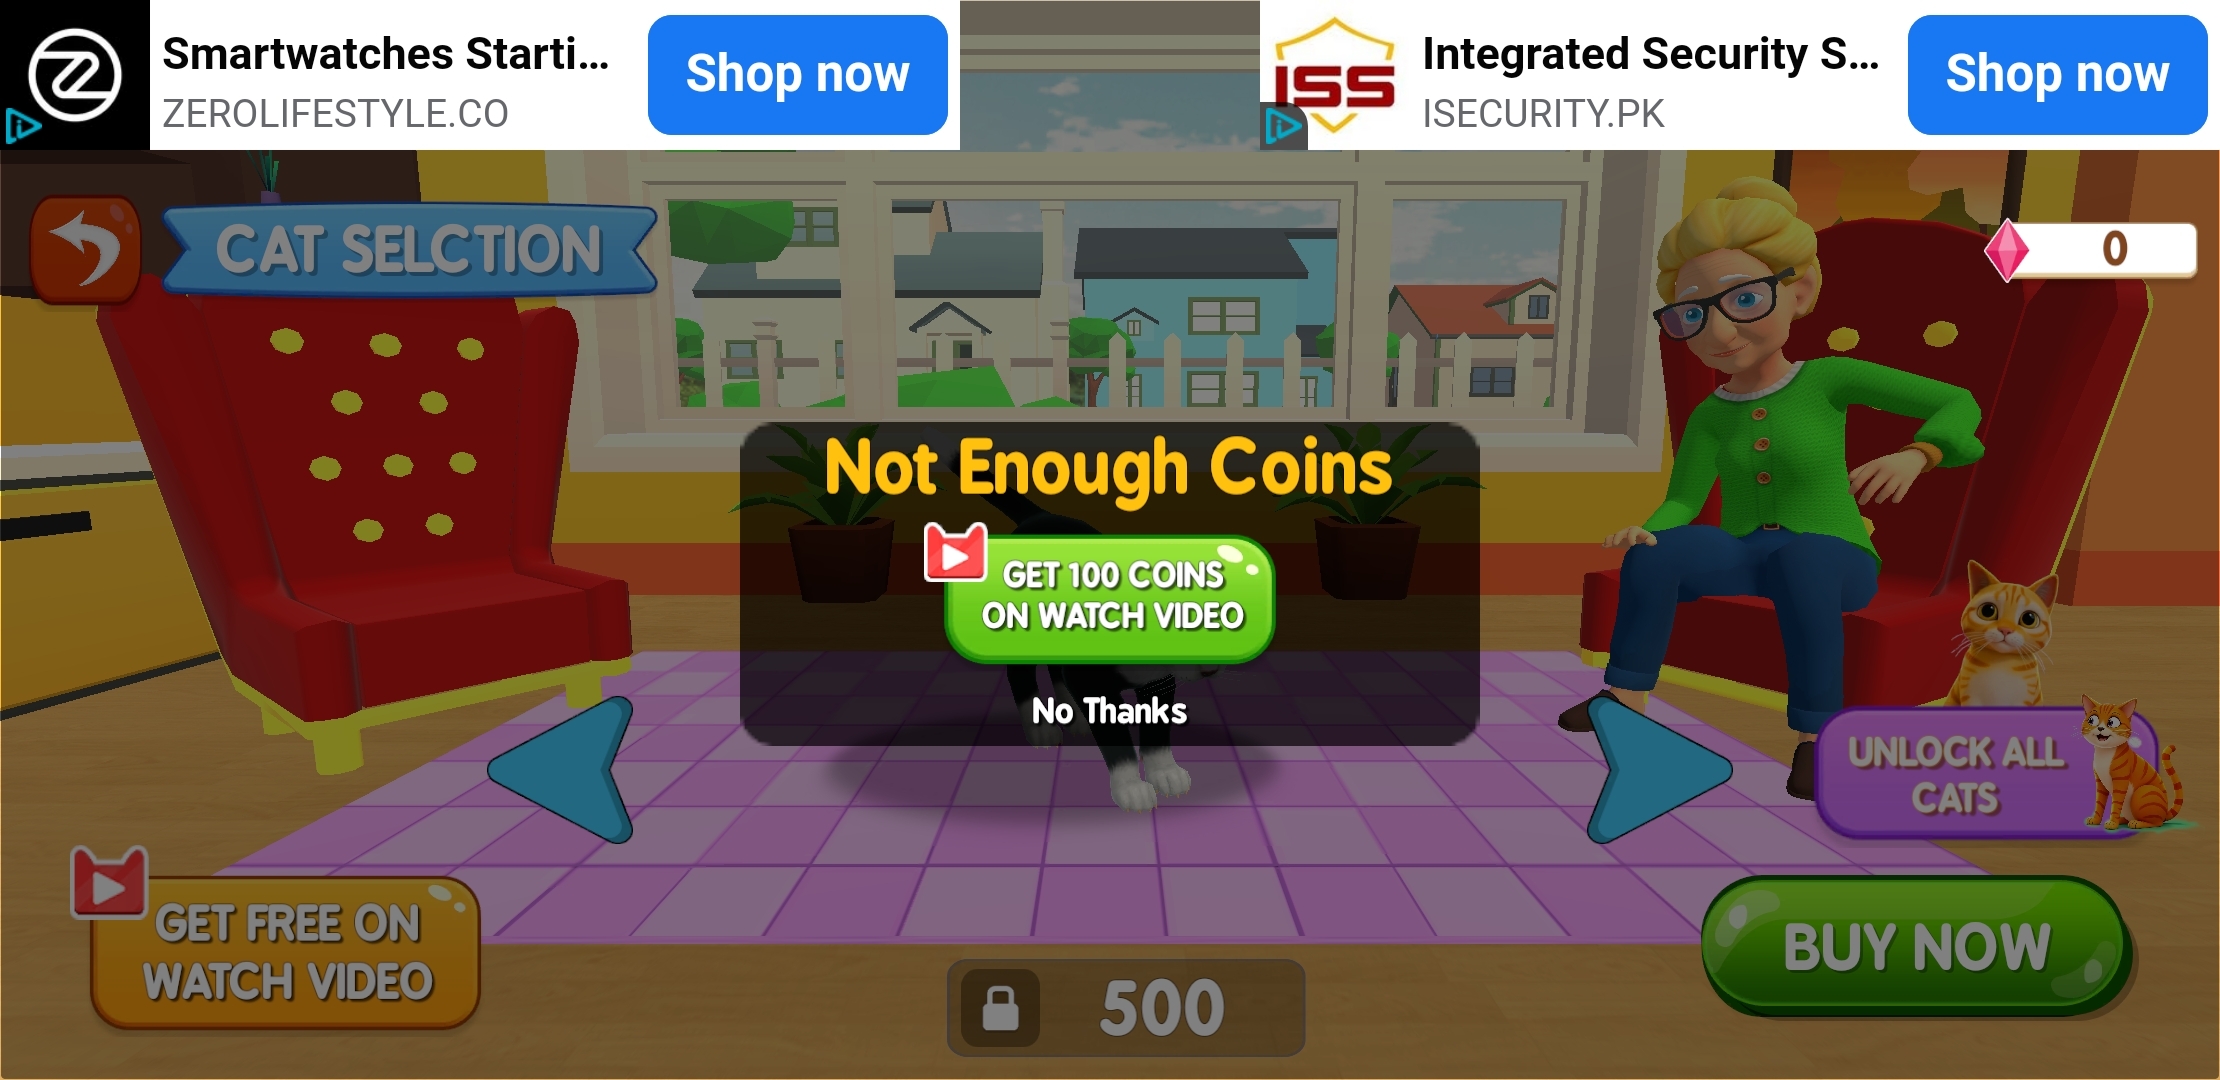 Smartwatches Starti...
ZEROLIFESTYLE.CO
Shop now
ISS
Integrated Security S...
ISECURITY.PK
Shop now
CAT SELCTION
0
Not Enough Coins
GET 100 COINS
ON WATCH VIDEO
No Thanks
UNLOCK ALL
CATS
GET FREE ON
WATCH VIDEO
500
BUY NOW